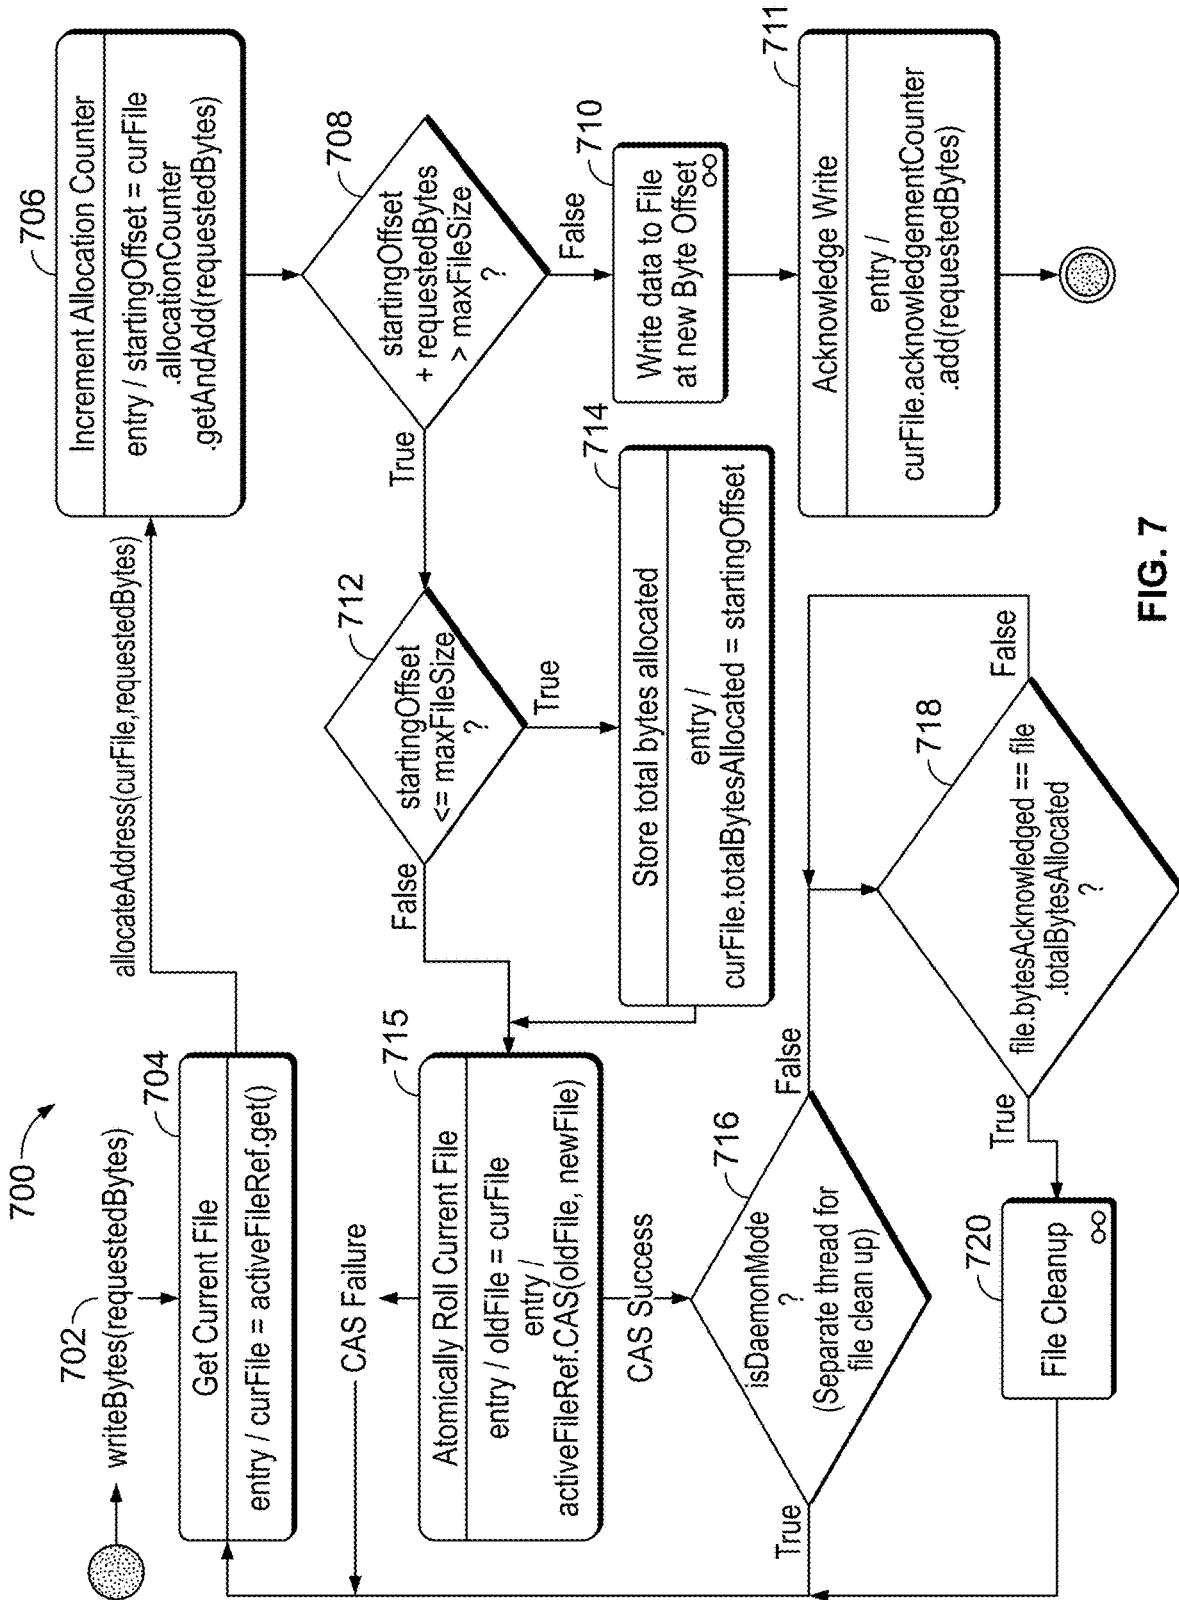 700
702
writeBytes(requestedBytes)
704
Get Current File
entry / curFile = activeFileRef.get()
allocateAddress(curFile,requestedBytes)
706
Increment Allocation Counter
entry / startingOffset = curFile
.allocationCounter
.getAndAdd(requestedBytes)
708
startingOffset
+ requestedBytes
> maxFileSize
?
True
False
710
Write data to File
at new Byte Offset
711
Acknowledge Write
entry /
curFile.acknowledgementCounter
.add(requestedBytes)
712
startingOffset
<= maxFileSize
?
False
True
714
Store total bytes allocated
entry /
curFile.totalBytesAllocated = startingOffset
715
Atomically Roll Current File
entry / oldFile = curFile
entry /
activeFileRef.CAS(oldFile, newFile)
CAS Failure
CAS Success
716
isDaemonMode
?
(Separate thread for
file clean up)
True
False
718
file.bytesAcknowledged == file
.totalBytesAllocated
?
True
False
720
File Cleanup
FIG. 7